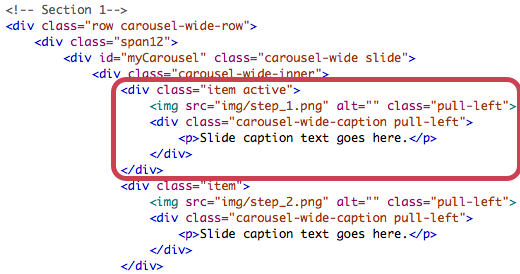 <!-- Section 1-->
<div class="row carousel-wide-row">
<div class="span12">
<div id="myCarousel" class="carousel-wide slide">
<div class="carousel-wide-inner">
<div class="item active">
<img src="img/step_1.png" alt="" class="pull-left">
<div class="carousel-wide-caption pull-left">
<p>Slide caption text goes here.</p>
</div>
</div>
<div class="item">
<img src="img/step_2.png" alt="" class="pull-left">
<div class="carousel-wide-caption pull-left">
<p>Slide caption text goes here.</p>
</div>
</div>